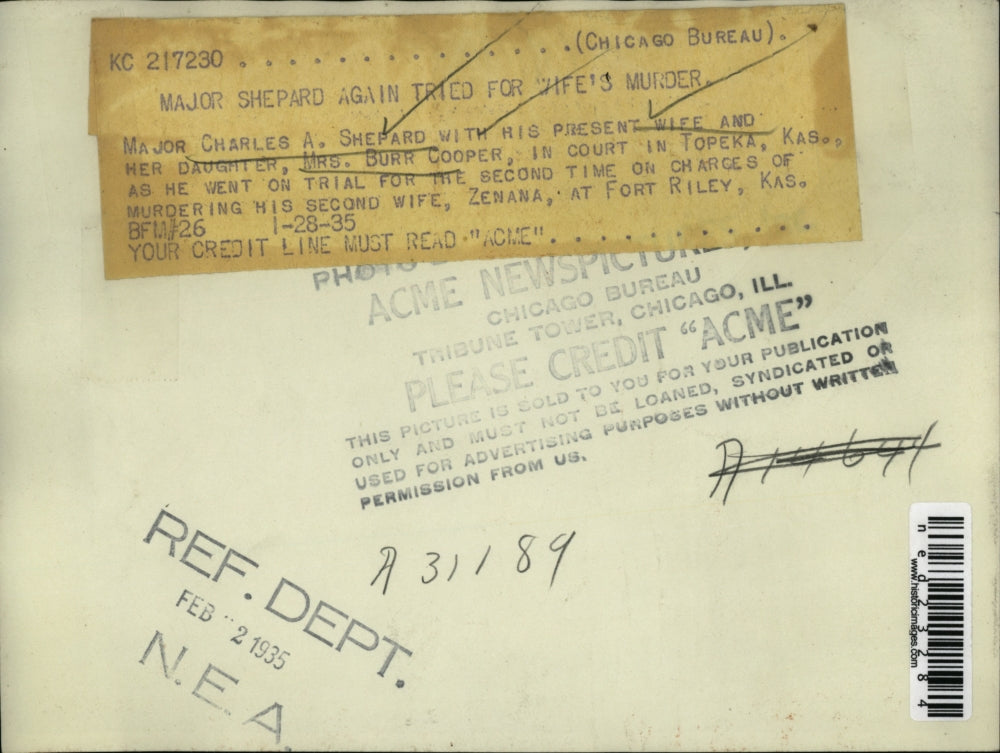 KC 217230 . . . . . . . . . . . . . . .(CHICAGO BUREAU).
MAJOR SHEPARD AGAIN TRIED FOR WIFE'S MURDER.
MAJOR CHARLES A. SHEPARD WITH HIS PRESENT WIFE AND
HER DAUGHTER, MRS. BURR COOPER, IN COURT IN TOPEKA, KAS.,
AS HE WENT ON TRIAL FOR THE SECOND TIME ON CHARGES OF
MURDERING HIS SECOND WIFE, ZENANA, AT FORT RILEY, KAS.
BFM#26 1-28-35
YOUR CREDIT LINE MUST READ "ACME". . . . . . . . . .
ACME NEWSPICTURE
CHICAGO BUREAU
TRIBUNE TOWER, CHICAGO, ILL.
PLEASE CREDIT "ACME"
THIS PICTURE IS SOLD TO YOU FOR YOUR PUBLICATION
ONLY AND MUST NOT BE LOANED, SYNDICATED OR
USED FOR ADVERTISING PURPOSES WITHOUT WRITTEN
PERMISSION FROM US.
A 31189
REF. DEPT.
FEB 2 1935
N.E.A.
ned23284
www.historicimages.com